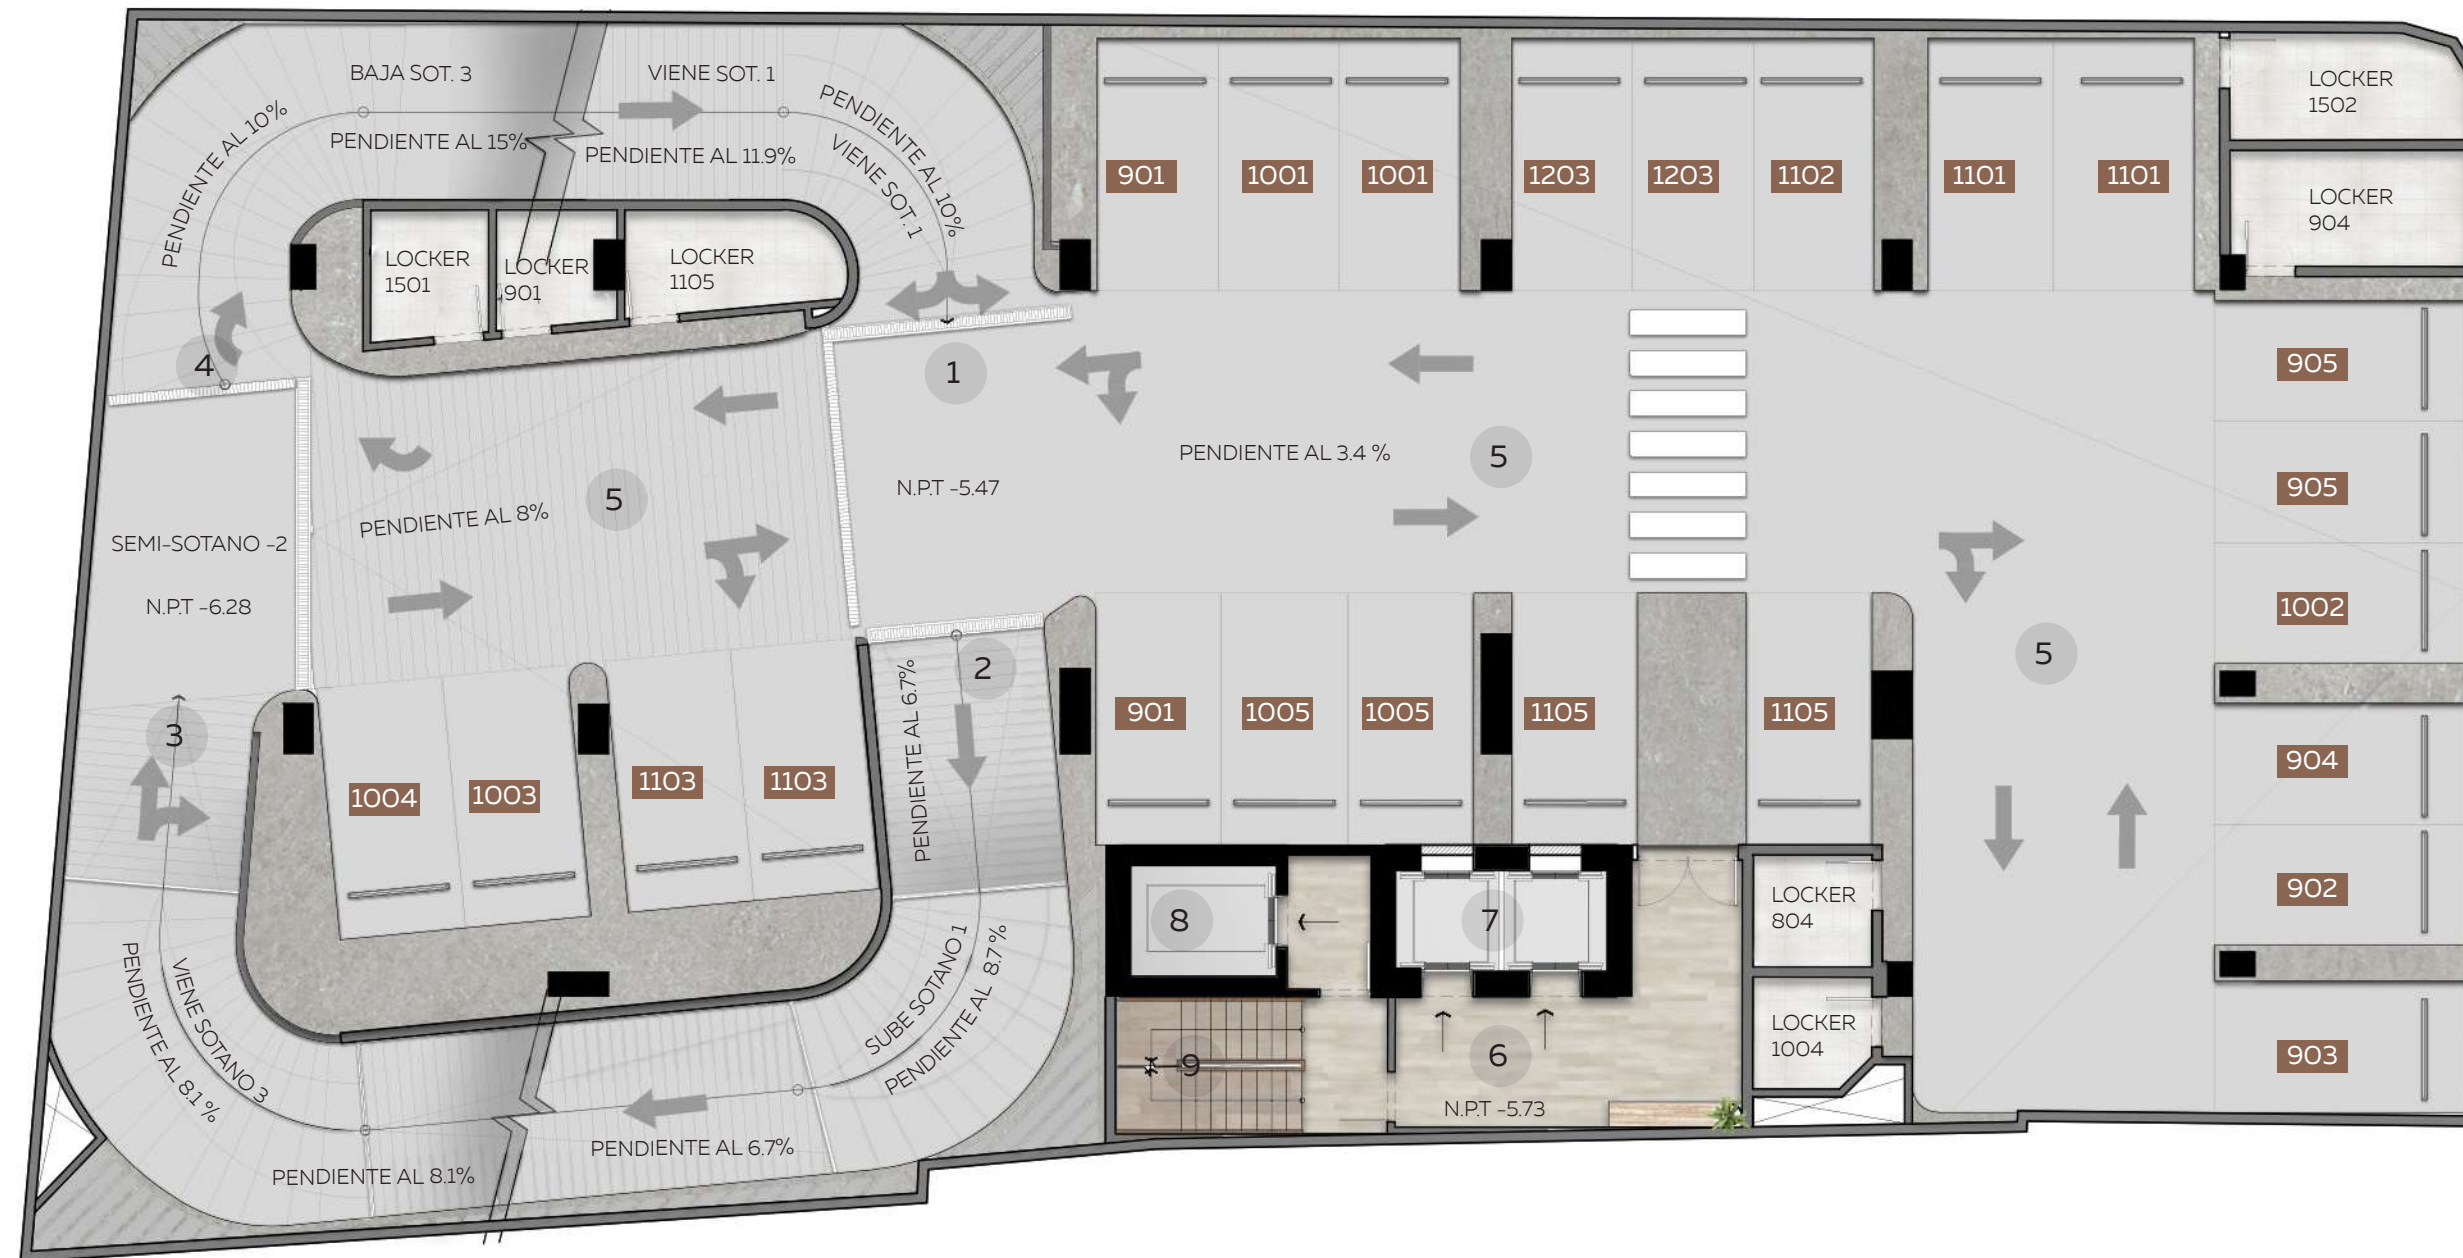 BAJA SOT. 3
VIENE SOT. 1
PENDIENTE AL 10%
PENDIENTE AL 15%
PENDIENTE AL 11.9%
PENDIENTE AL 10%
VIENE SOT. 1
901
1001
1001
1203
1203
1102
1101
1101
LOCKER
1502
LOCKER
904
LOCKER
1501
LOCKER
901
LOCKER
1105
4
1
905
PENDIENTE AL 3.4 %
5
N.P.T -5.47
905
5
PENDIENTE AL 8%
SEMI-SOTANO -2
N.P.T -6.28
1002
5
2
PENDIENTE AL 6.7%
3
901
1005
1005
1105
1105
904
1004
1003
1103
1103
902
8
7
LOCKER
804
SUBE SOTANO 1
PENDIENTE AL 8.7 %
VIENE SOTANO 3
PENDIENTE AL 8.1 %
LOCKER
1004
9
6
903
N.P.T -5.73
PENDIENTE AL 6.7%
PENDIENTE AL 8.1%